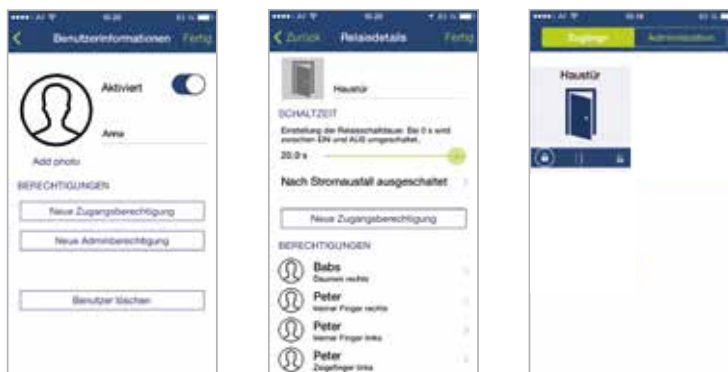 Benutzerinformationen Fertig
Aktiviert
Anna
Add photo
BERECHTIGUNGEN
Neue Zugangsberechtigung
Neue Adminberechtigung
Benutzer löschen
Zurück Relaisdetails Fertig
Haustür
SCHALTZEIT
Einstellung der Relaisschaltdauer. Bei 0 s wird
zwischen EIN und AUS umgeschaltet.
20.0 s
Nach Stromausfall ausgeschaltet
Neue Zugangsberechtigung
BERECHTIGUNGEN
Babs
Daumen rechts
Peter
kleiner Finger rechts
Peter
kleiner Finger links
Peter
Zeigefinger links
Zugänge Administration
Haustür